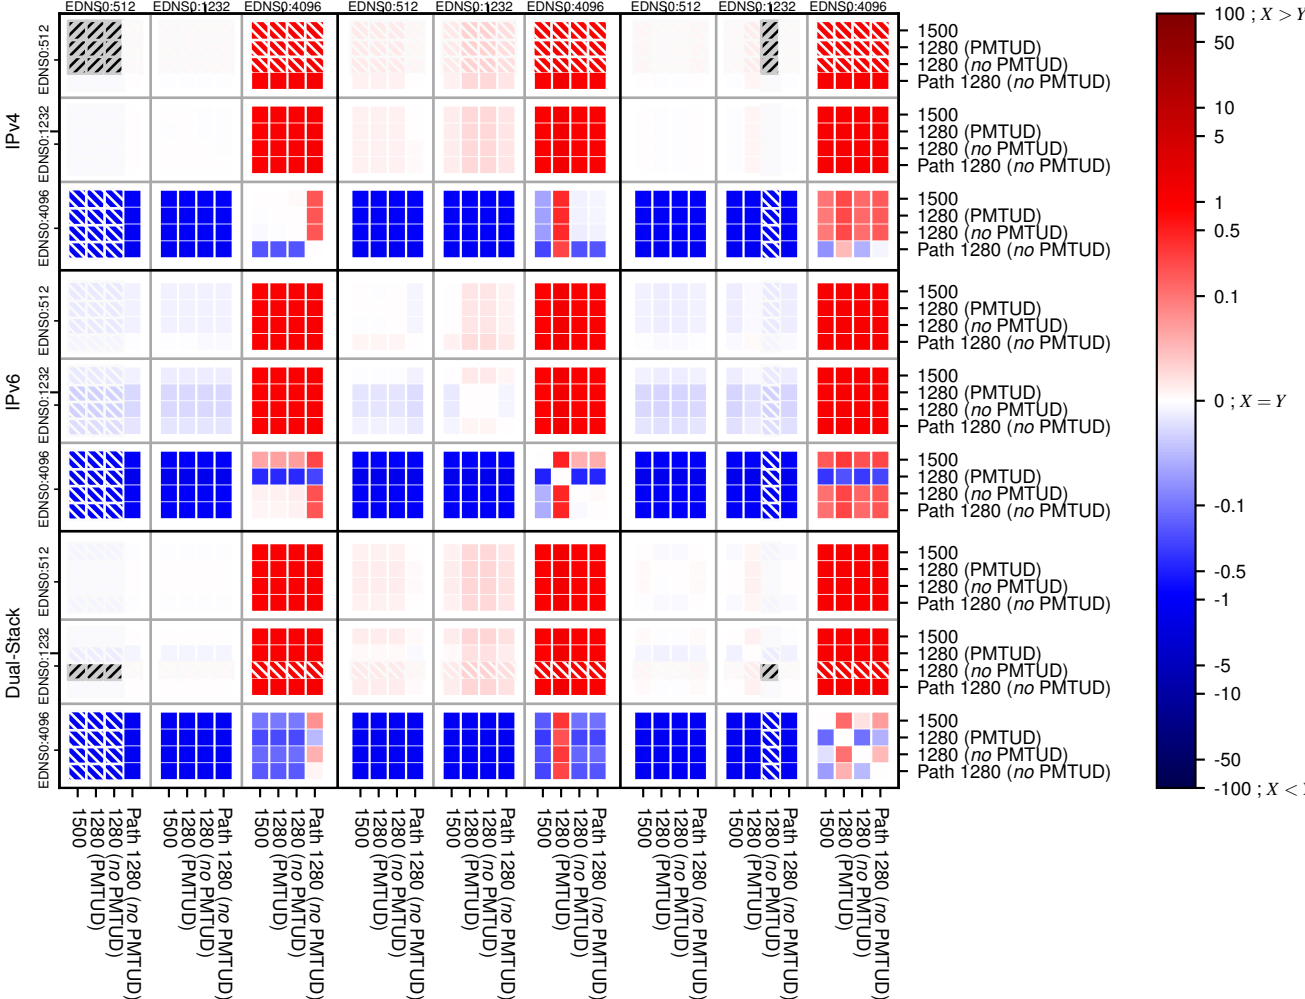 EDNS0:512 EDNS0:1232 EDNS0:4096 EDNS0:512 EDNS0:1232 EDNS0:4096 EDNS0:512 EDNS0:1232 EDNS0:4096
IPv4
EDNS0:512
1500
1280 (PMTUD)
1280 (no PMTUD)
Path 1280 (no PMTUD)
EDNS0:1232
1500
1280 (PMTUD)
1280 (no PMTUD)
Path 1280 (no PMTUD)
EDNS0:4096
1500
1280 (PMTUD)
1280 (no PMTUD)
Path 1280 (no PMTUD)
IPv6
EDNS0:512
1500
1280 (PMTUD)
1280 (no PMTUD)
Path 1280 (no PMTUD)
EDNS0:1232
1500
1280 (PMTUD)
1280 (no PMTUD)
Path 1280 (no PMTUD)
EDNS0:4096
1500
1280 (PMTUD)
1280 (no PMTUD)
Path 1280 (no PMTUD)
Dual-Stack
EDNS0:512
1500
1280 (PMTUD)
1280 (no PMTUD)
Path 1280 (no PMTUD)
EDNS0:1232
1500
1280 (PMTUD)
1280 (no PMTUD)
Path 1280 (no PMTUD)
EDNS0:4096
1500
1280 (PMTUD)
1280 (no PMTUD)
Path 1280 (no PMTUD)
1500
1280 (PMTUD)
1280 (no PMTUD)
Path 1280 (no PMTUD)
1500
1280 (PMTUD)
1280 (no PMTUD)
Path 1280 (no PMTUD)
1500
1280 (PMTUD)
1280 (no PMTUD)
Path 1280 (no PMTUD)
1500
1280 (PMTUD)
1280 (no PMTUD)
Path 1280 (no PMTUD)
1500
1280 (PMTUD)
1280 (no PMTUD)
Path 1280 (no PMTUD)
1500
1280 (PMTUD)
1280 (no PMTUD)
Path 1280 (no PMTUD)
1500
1280 (PMTUD)
1280 (no PMTUD)
Path 1280 (no PMTUD)
1500
1280 (PMTUD)
1280 (no PMTUD)
Path 1280 (no PMTUD)
1500
1280 (PMTUD)
1280 (no PMTUD)
Path 1280 (no PMTUD)
100 ; X > Y
50
10
5
1
0.5
0.1
0 ; X = Y
-0.1
-0.5
-1
-5
-10
-50
-100 ; X <